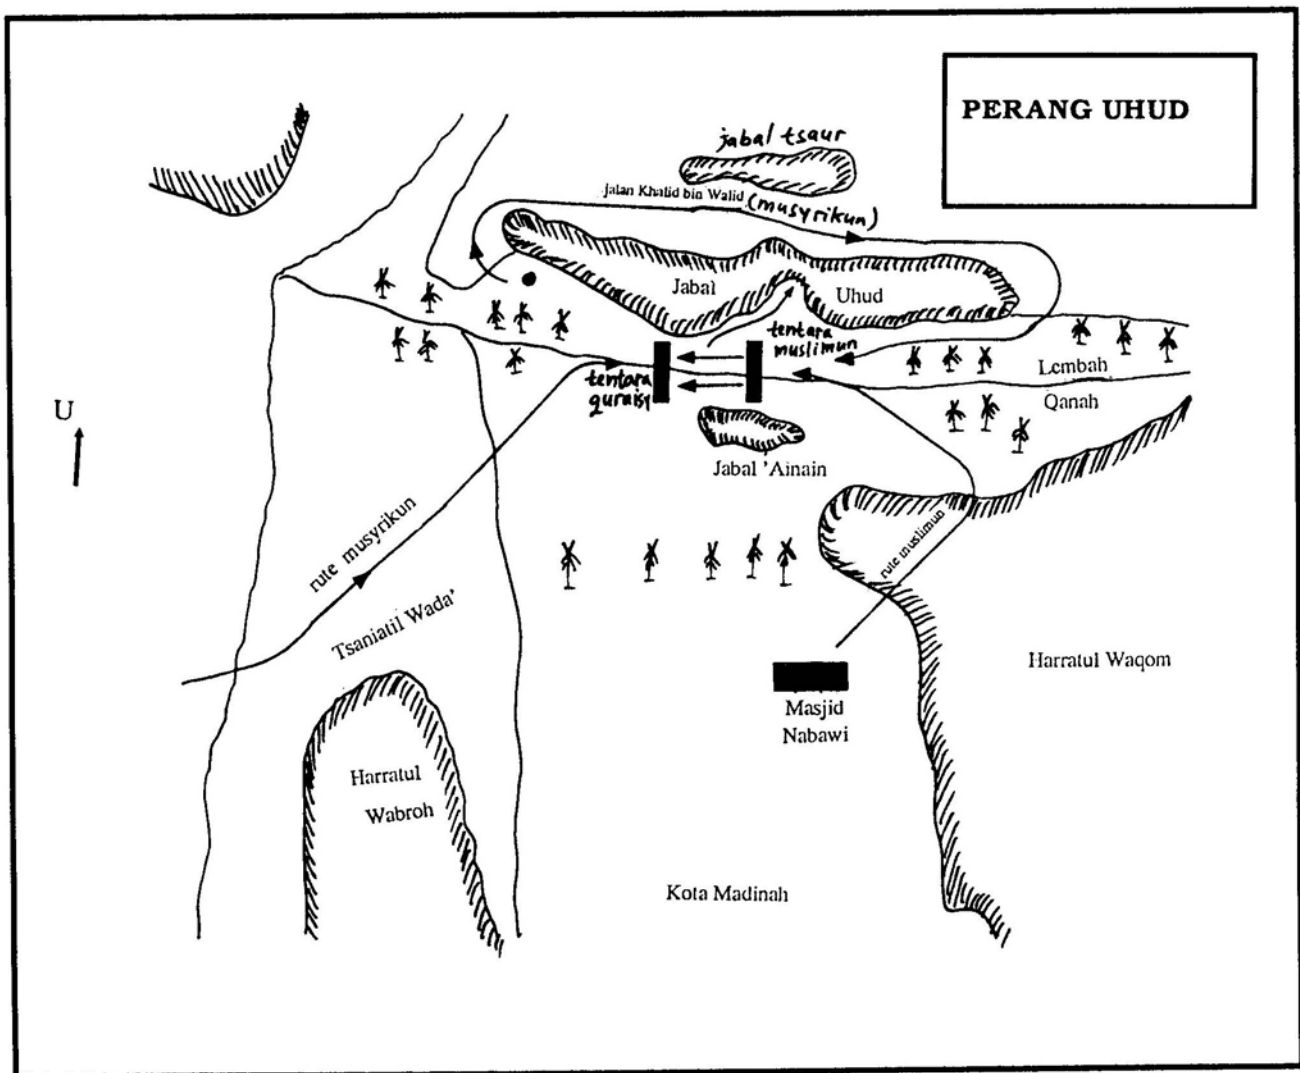 PERANG UHUD
jabal tsaur
jalan Khalid bin Walid (musyrikun)
Jabal
Uhud
tentara
muslimun
tentara
quraisy
Lembah
Qanah
U
Jabal 'Ainain
rute musyrikun
rute muslimun
Tsaniatil Wada'
Harratul Waqom
Masjid
Nabawi
Harratul
Wabroh
Kota Madinah